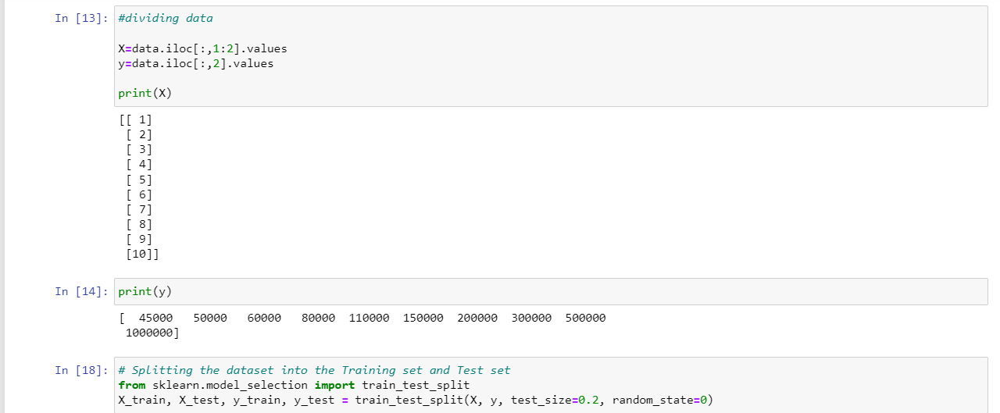 In [13]: #dividing data
X=data.iloc[:,1:2].values
y=data.iloc[:,2].values
print(X)
[[ 1]
[ 2]
[ 3]
[ 4]
[ 5]
[ 6]
[ 7]
[ 8]
[ 9]
[10]]
In [14]: print(y)
[ 45000 50000 60000 80000 110000 150000 200000 300000 500000
1000000]
In [18]: # Splitting the dataset into the Training set and Test set
from sklearn.model_selection import train_test_split
X_train, X_test, y_train, y_test = train_test_split(X, y, test_size=0.2, random_state=0)